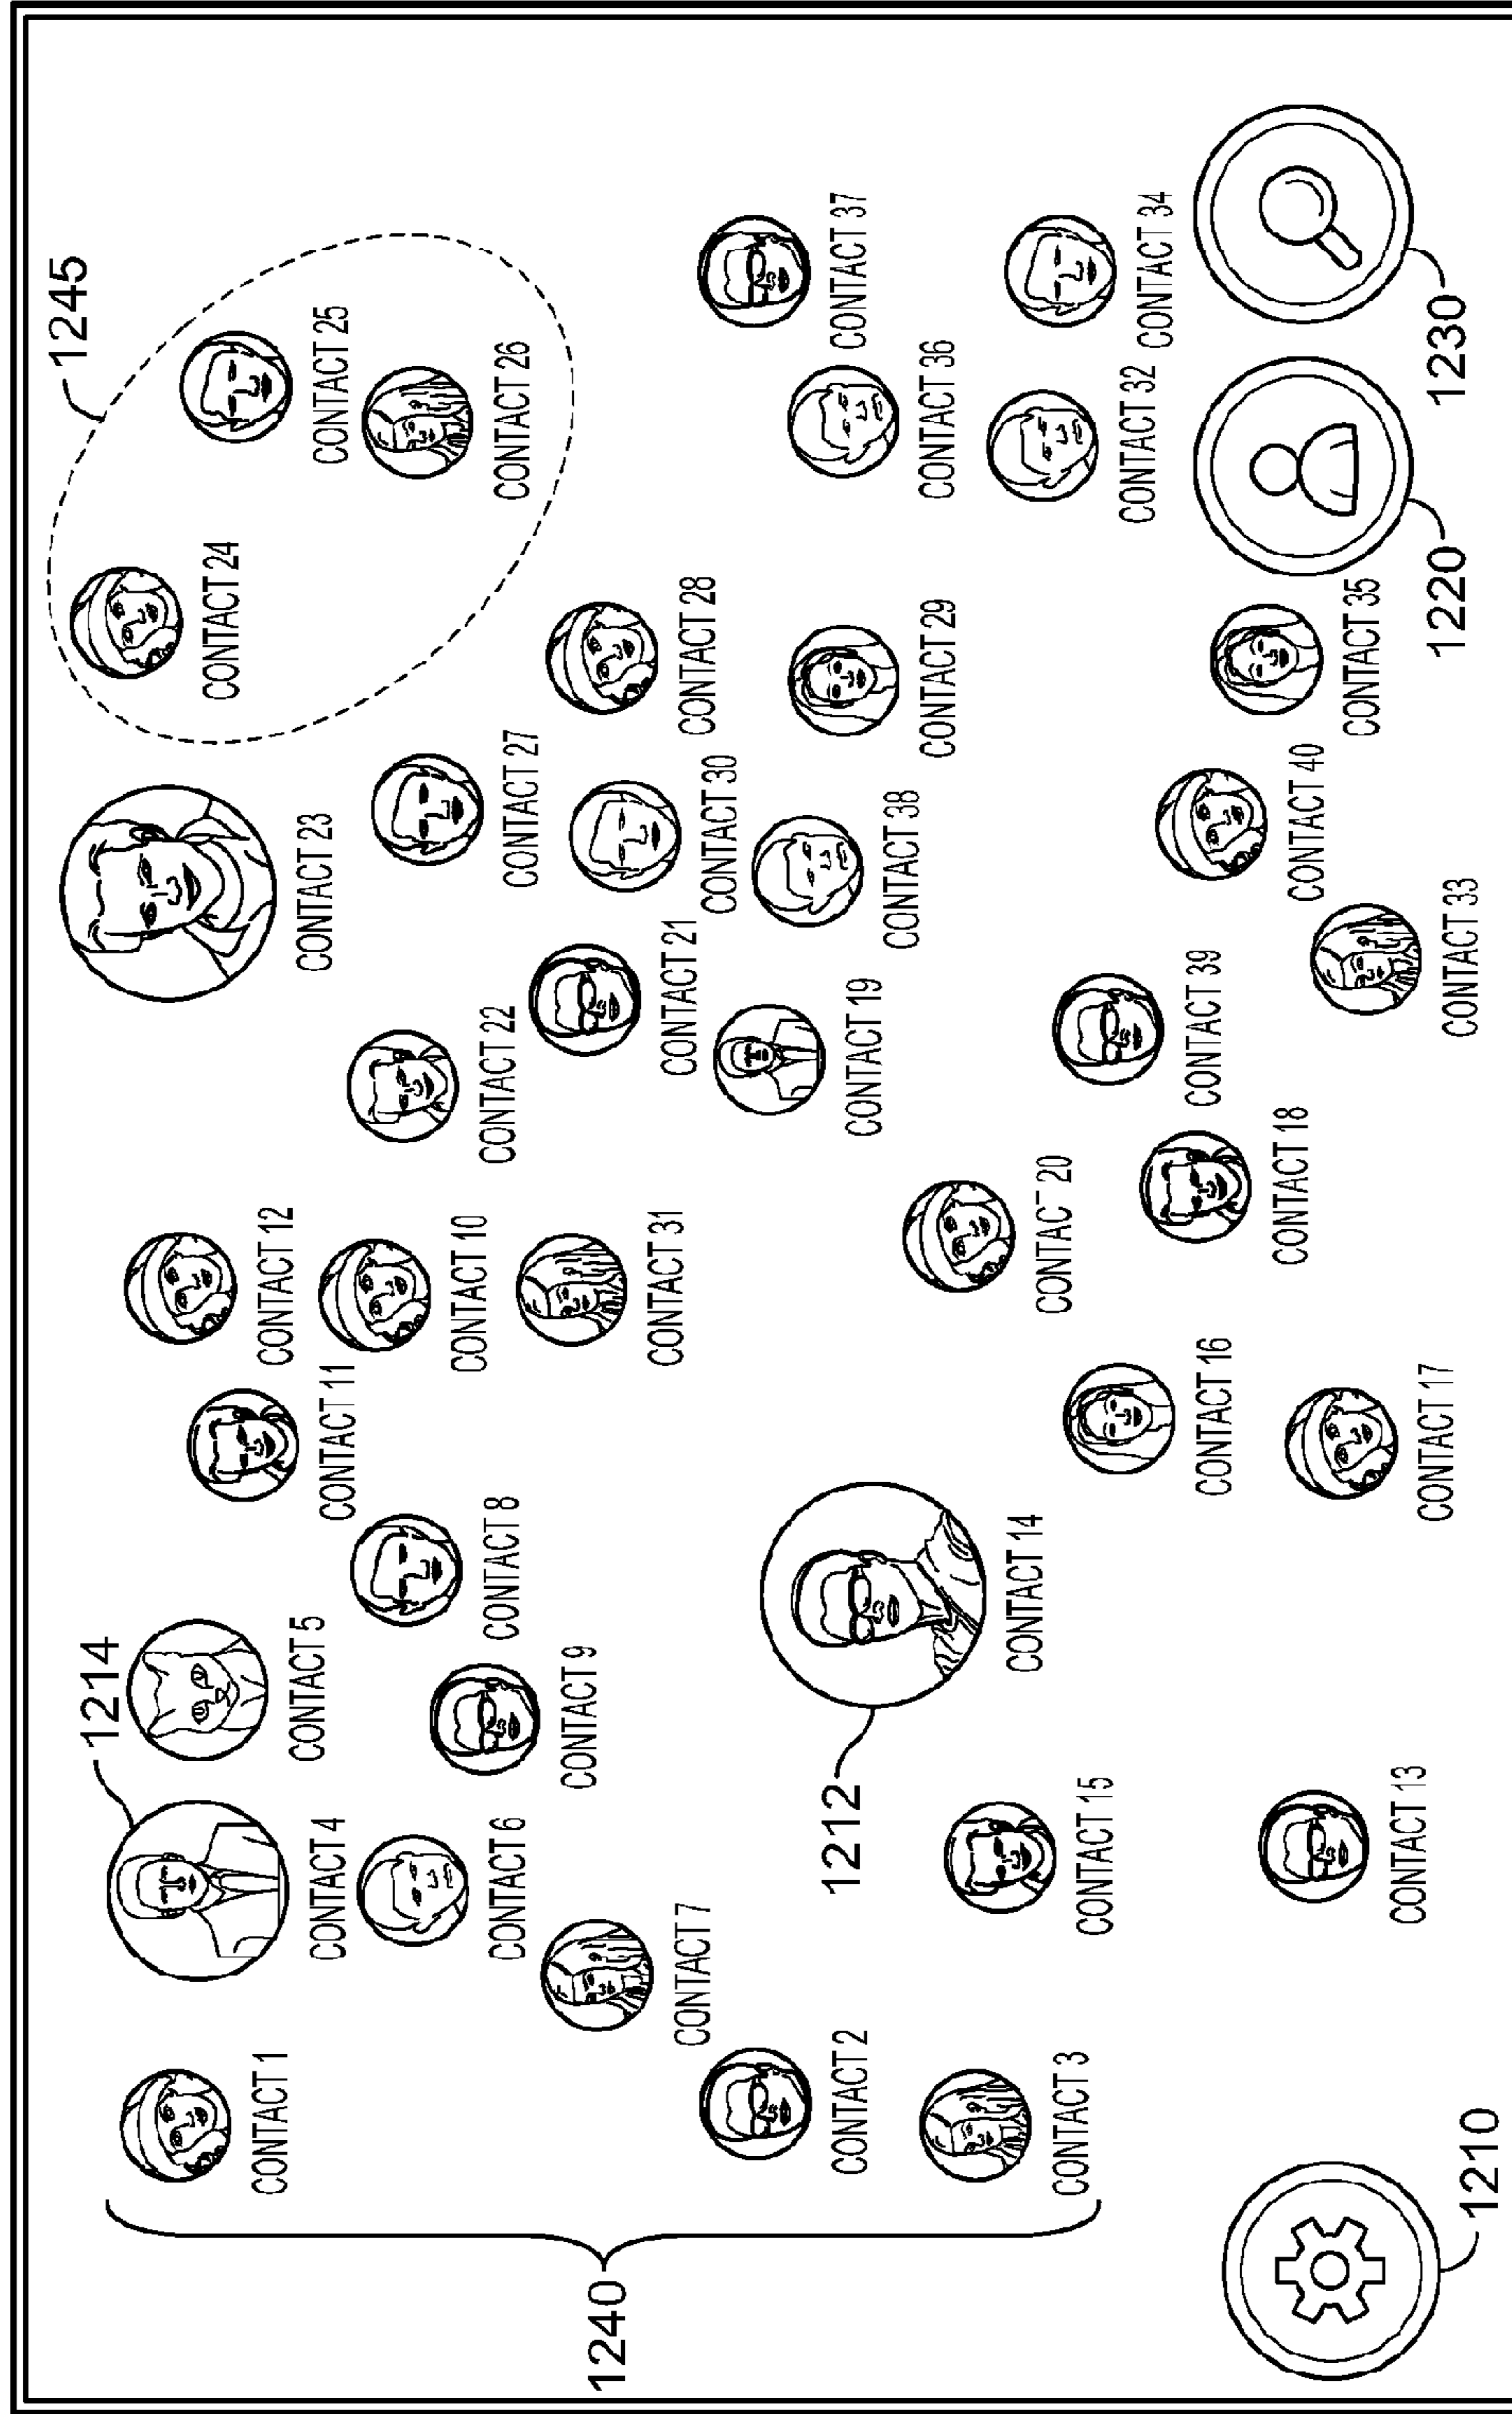 1214
1245
CONTACT 24
CONTACT 1
CONTACT 12
CONTACT 4
CONTACT 5
CONTACT 11
CONTACT 23
CONTACT 25
CONTACT 6
CONTACT 8
CONTACT 10
CONTACT 22
CONTACT 27
CONTACT 26
CONTACT 9
1240
CONTACT 7
CONTACT 31
CONTACT 21
CONTACT 30
CONTACT 28
CONTACT 2
1212
CONTACT 19
CONTACT 37
CONTACT 38
CONTACT 29
CONTACT 36
CONTACT 3
CONTACT 15
CONTACT 14
CONTACT 20
CONTACT 32
CONTACT 34
CONTACT 16
CONTACT 39
CONTACT 18
CONTACT 40
CONTACT 35
CONTACT 13
CONTACT 17
CONTACT 33
1220
1230
1210